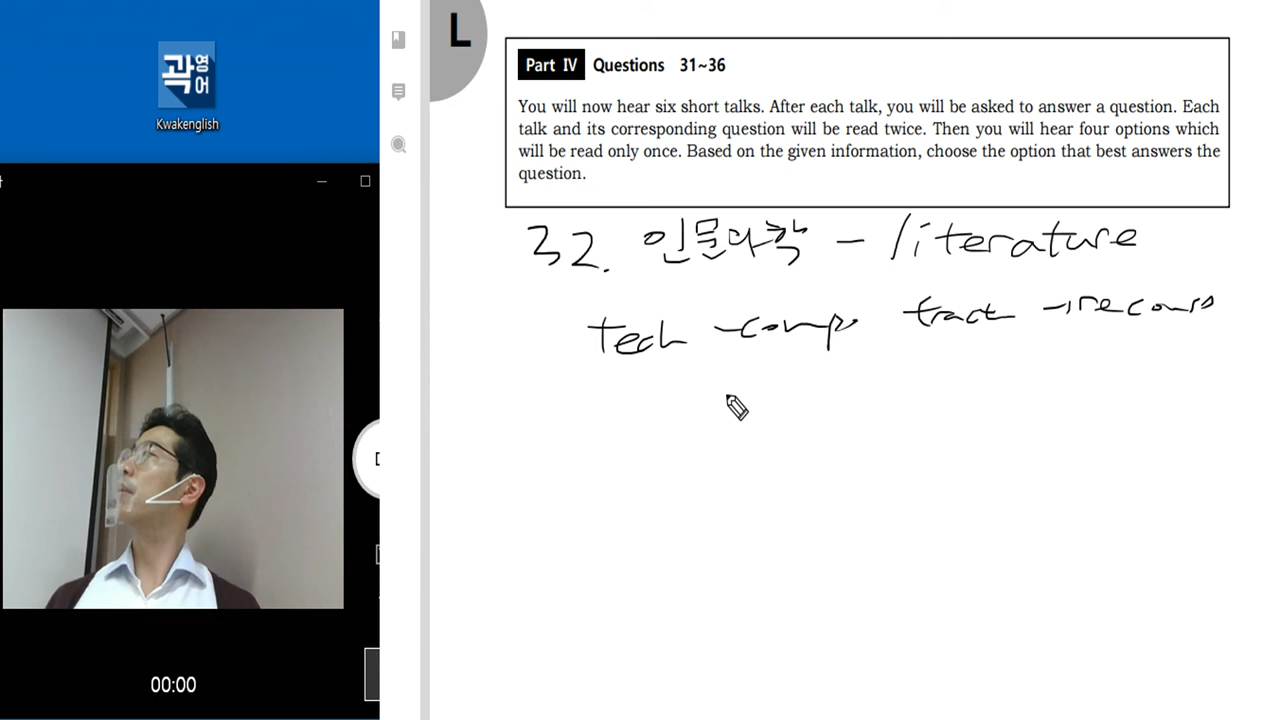 곽영어
Kwakenglish
00:00
L
Part Ⅳ Questions 31~36
You will now hear six short talks. After each talk, you will be asked to answer a question. Each
talk and its corresponding question will be read twice. Then you will hear four options which
will be read only once. Based on the given information, choose the option that best answers the
question.
32. 인문과학 - literature
tech - comp tract